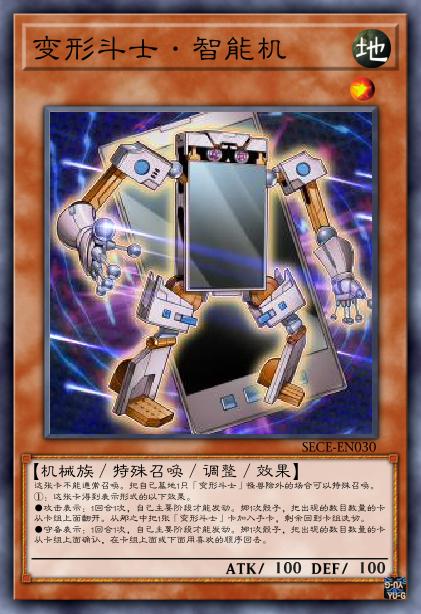 变形斗士·智能机
地
SECE-EN030
【机械族／特殊召唤／调整／效果】
这张卡不能通常召唤。把自己墓地1只「变形斗士」怪兽除外的场合可以特殊召唤。
①：这张卡得到表示形式的以下效果。
●攻击表示：1回合1次，自己主要阶段才能发动。掷1次骰子，把出现的数目数量的卡
从卡组上面翻开。从那之中把1张「变形斗士」卡加入手卡，剩余回到卡组洗切。
●守备表示：1回合1次，自己主要阶段才能发动。掷1次骰子，把出现的数目数量的卡
从卡组上面确认，在卡组上面或下面用喜欢的顺序回去。
ATK/ 100 DEF/ 100